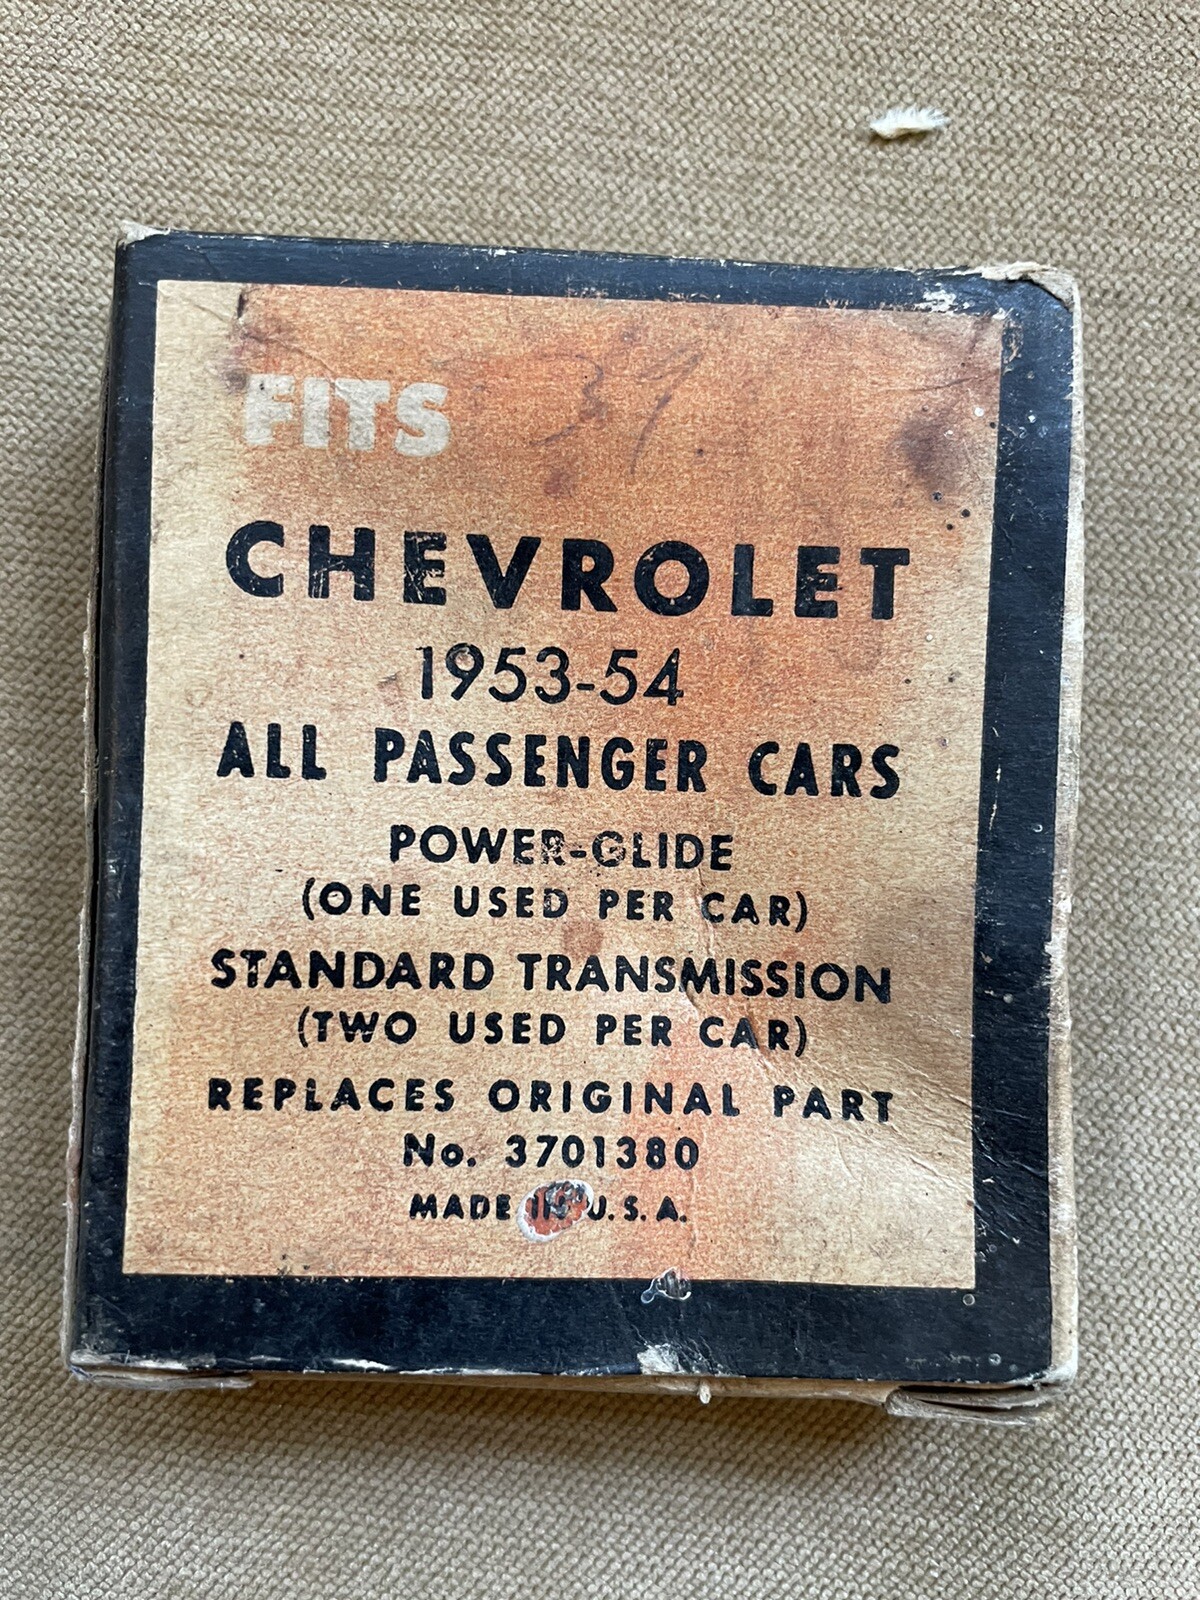 FITS
CHEVROLET
1953-54
ALL PASSENGER CARS
POWER-GLIDE
(ONE USED PER CAR)
STANDARD TRANSMISSION
(TWO USED PER CAR)
REPLACES ORIGINAL PART
No. 3701380
MADE IN U.S.A.